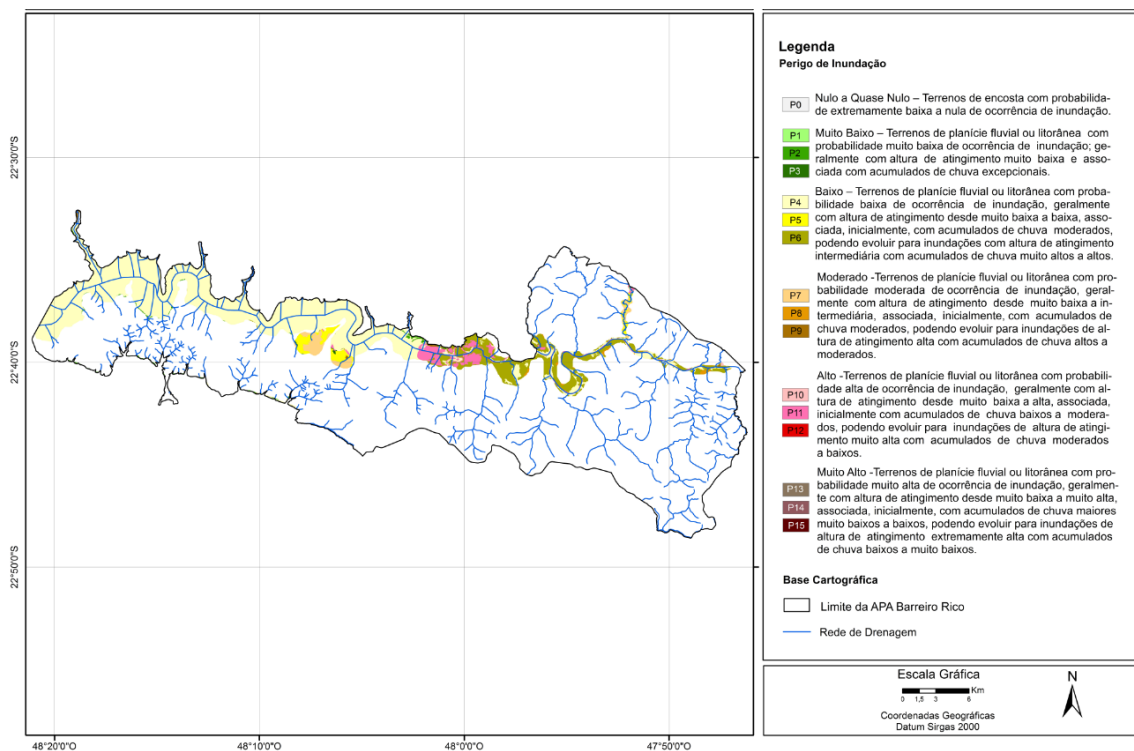 22°30'0"S
22°40'0"S
22°50'0"S
48°20'0"O
48°10'0"O
48°0'0"O
47°50'0"O
Legenda
Perigo de Inundação
P0
Nulo a Quase Nulo – Terrenos de encosta com probabilida-
de extremamente baixa a nula de ocorrência de inundação.
P1
P2
P3
Muito Baixo – Terrenos de planície fluvial ou litorânea com
probabilidade muito baixa de ocorrência de inundação; ge-
ralmente com altura de atingimento muito baixa e asso-
ciada com acumulados de chuva excepcionais.
P4
P5
P6
Baixo – Terrenos de planície fluvial ou litorânea com proba-
bilidade baixa de ocorrência de inundação, geralmente
com altura de atingimento desde muito baixa a baixa, asso-
ciada, inicialmente, com acumulados de chuva moderados,
podendo evoluir para inundações com altura de atingimento
intermediária com acumulados de chuva muito altos a altos.
P7
P8
P9
Moderado -Terrenos de planície fluvial ou litorânea com pro-
babilidade moderada de ocorrência de inundação, geral-
mente com altura de atingimento desde muito baixa a in-
termediária, associada, inicialmente, com acumulados de
chuva moderados, podendo evoluir para inundações de al-
tura de atingimento alta com acumulados de chuva altos a
moderados.
P10
P11
P12
Alto -Terrenos de planície fluvial ou litorânea com probabili-
dade alta de ocorrência de inundação, geralmente com al-
tura de atingimento desde muito baixa a alta, associada,
inicialmente com acumulados de chuva baixos a modera-
dos, podendo evoluir para inundações de altura de atingi-
mento muito alta com acumulados de chuva moderados
a baixos.
P13
P14
P15
Muito Alto -Terrenos de planície fluvial ou litorânea com pro-
babilidade muito alta de ocorrência de inundação, geralmen-
te com altura de atingimento desde muito baixa a muito alta,
associada, inicialmente, com acumulados de chuva maiores
muito baixos a baixos, podendo evoluir para inundações de
altura de atingimento extremamente alta com acumulados
de chuva baixos a muito baixos.
Base Cartográfica
Limite da APA Barreiro Rico
Rede de Drenagem
Escala Gráfica
Km
0 1,5 3 6
Coordenadas Geográficas
Datum Sirgas 2000
N